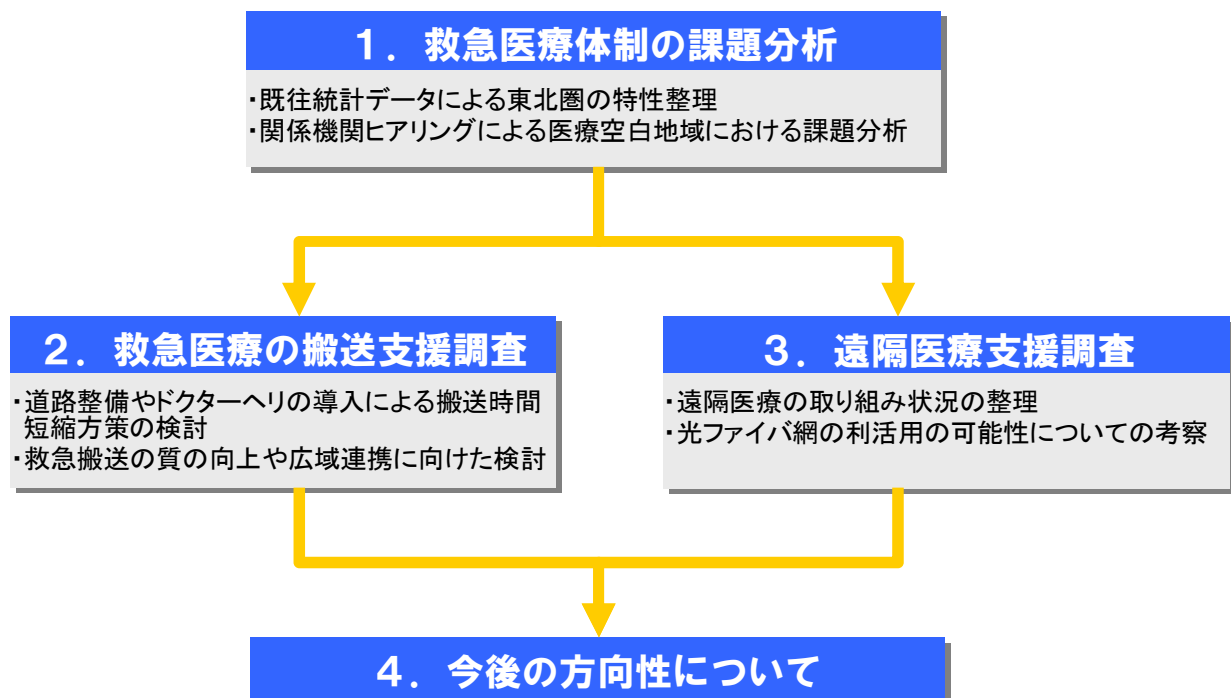 １．救急医療体制の課題分析
・既往統計データによる東北圏の特性整理
・関係機関ヒアリングによる医療空白地域における課題分析
２．救急医療の搬送支援調査
・道路整備やドクターヘリの導入による搬送時間
短縮方策の検討
・救急搬送の質の向上や広域連携に向けた検討
３．遠隔医療支援調査
・遠隔医療の取り組み状況の整理
・光ファイバ網の利活用の可能性についての考察
４．今後の方向性について